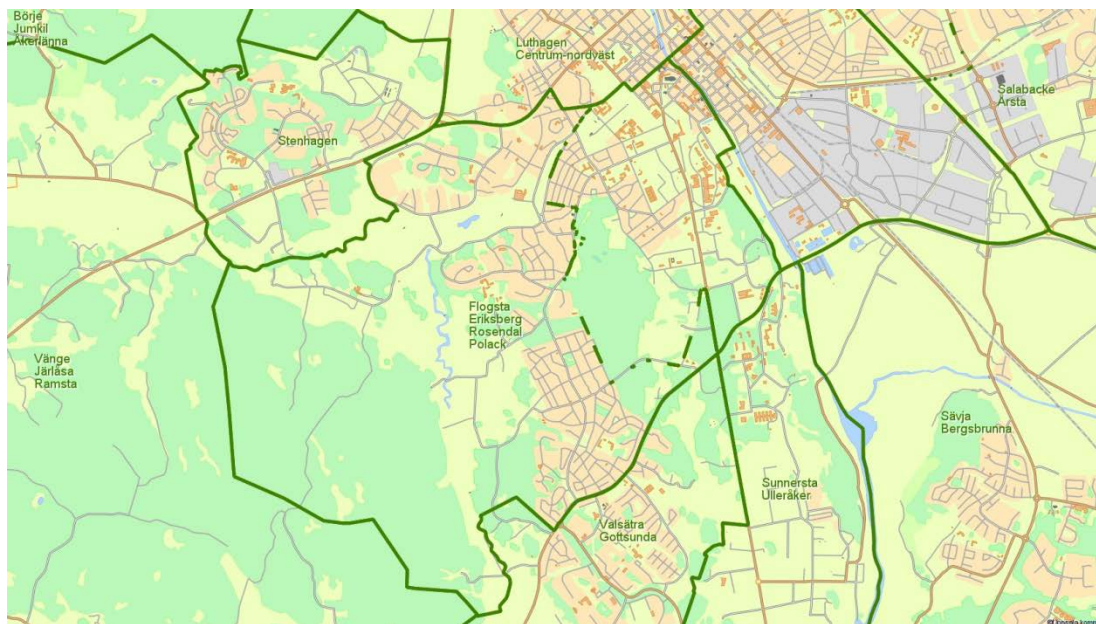 Börje
Jumkil
Åkerlänna
Luthagen
Centrum-nordväst
Salabacke
Årsta
Stenhagen
Flogsta
Eriksberg
Rosendal
Polack
Vänge
Järlåsa
Ramsta
Sävja
Bergsbrunna
Sunnersta
Ulleråker
Valsätra
Gottsunda